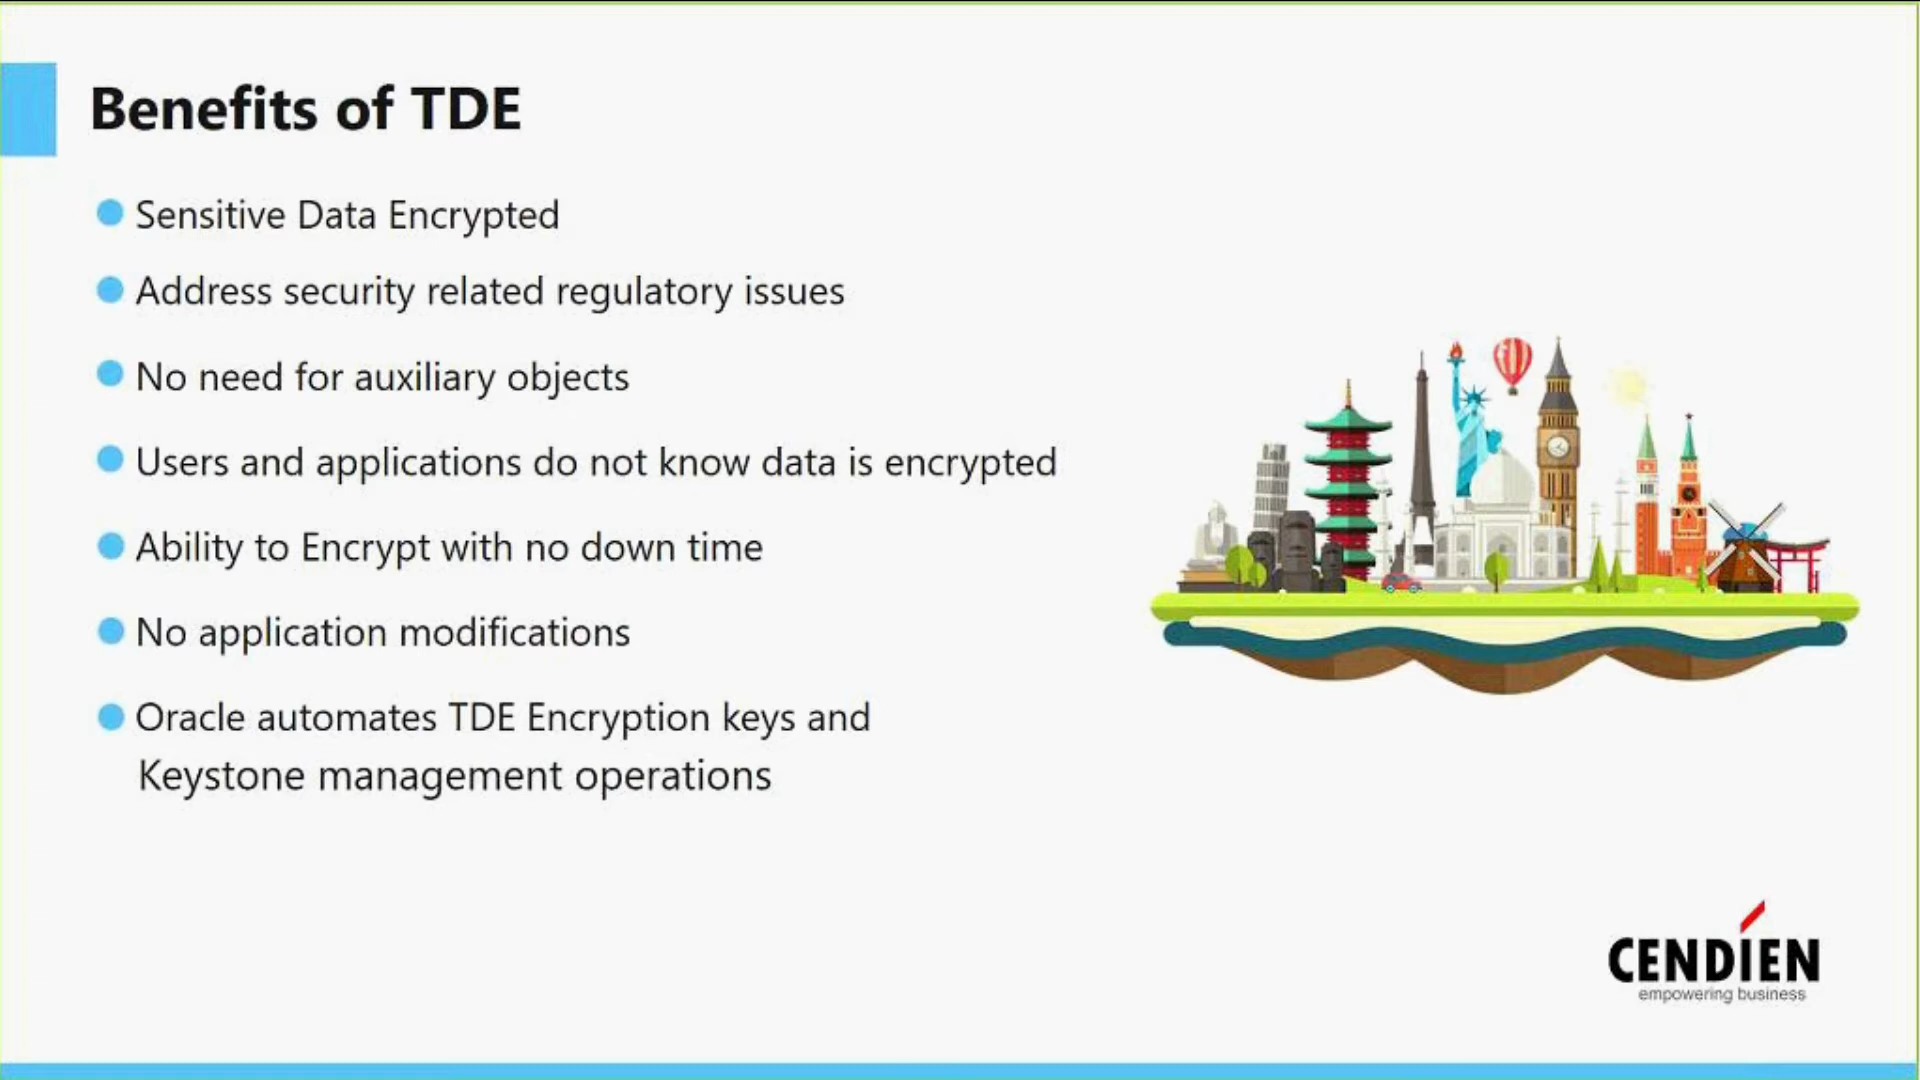 Benefits of TDE
Sensitive Data Encrypted
Address security related regulatory issues
No need for auxiliary objects
Users and applications do not know data is encrypted
Ability to Encrypt with no down time
No application modifications
Oracle automates TDE Encryption keys and
Keystone management operations
CENDIEN
empowering business